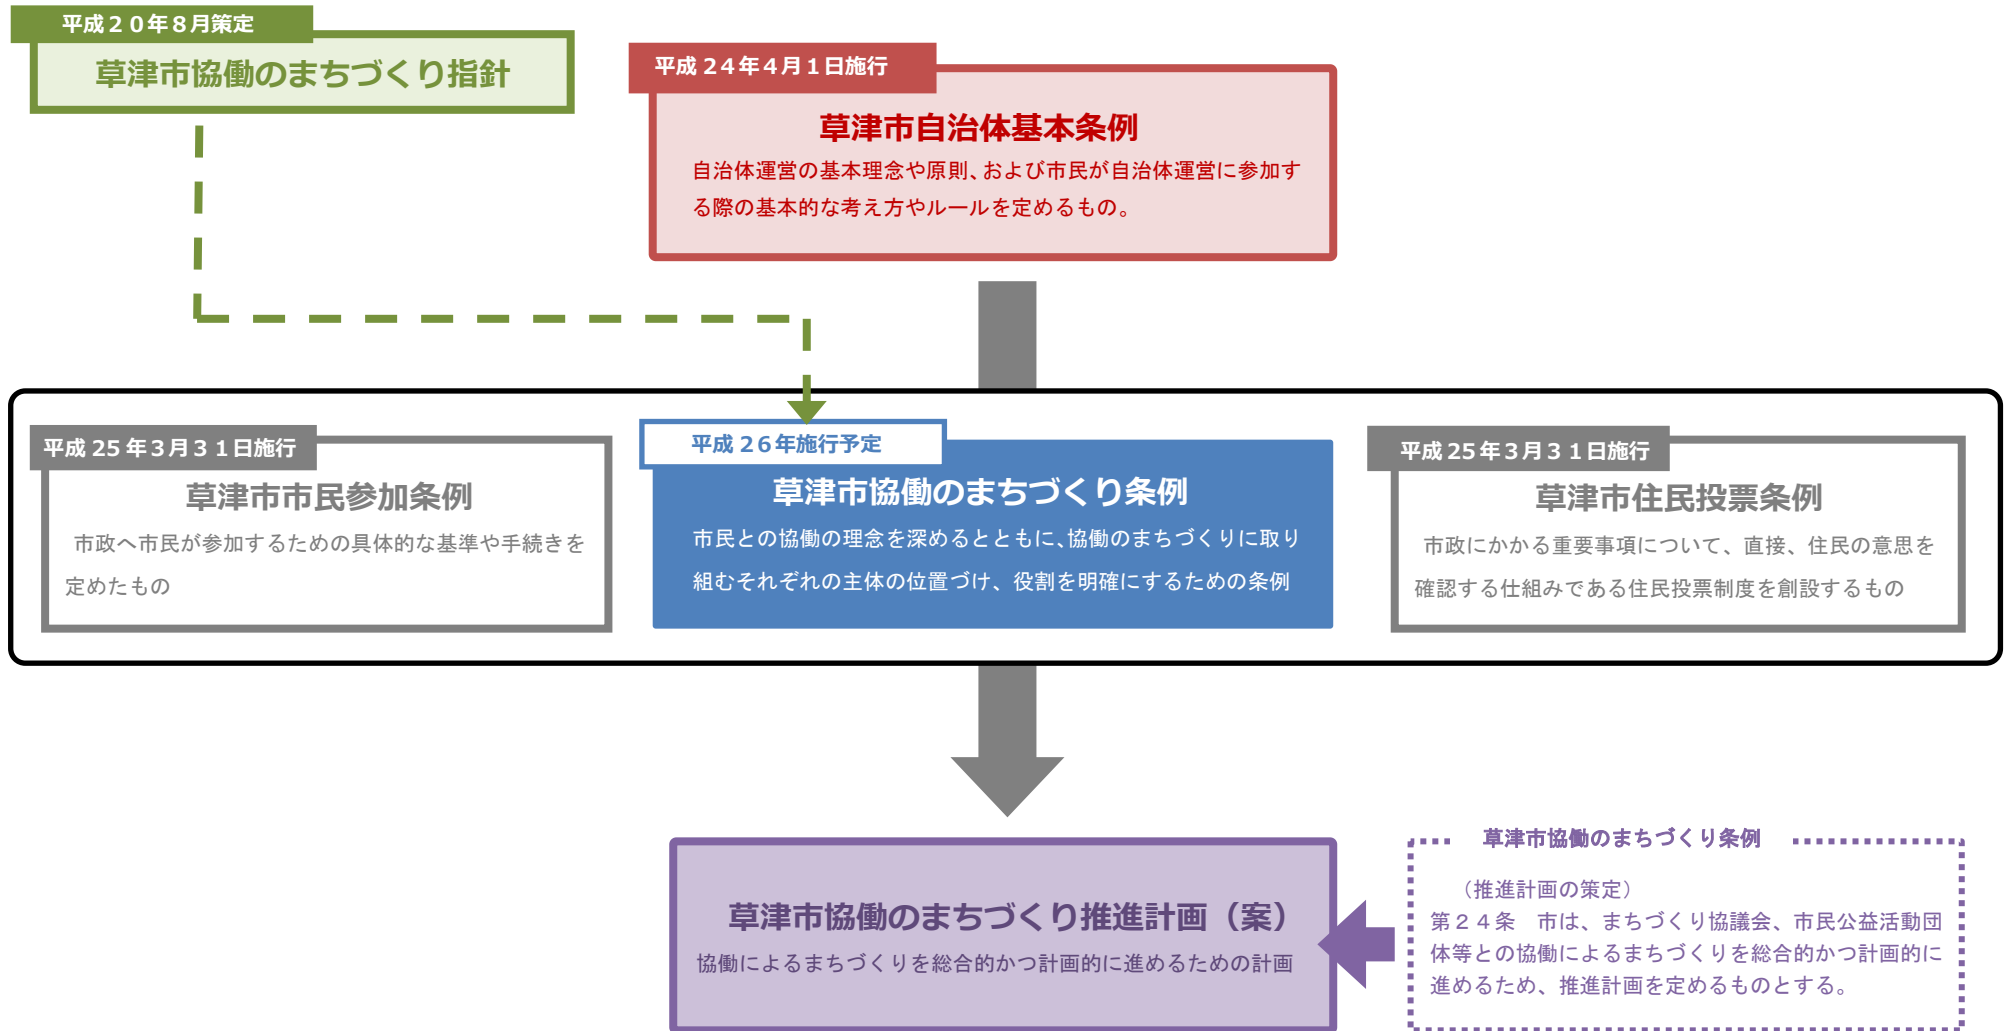 平成２０年８月策定
草津市協働のまちづくり指針
平成 24年４月１日施行
草津市自治体基本条例
自治体運営の基本理念や原則、および市民が自治体運営に参加す
る際の基本的な考え方やルールを定めるもの。
平成 25 年３月３１日施行
草津市市民参加条例
市政へ市民が参加するための具体的な基準や手続きを
定めたもの
平成 26年施行予定
草津市協働のまちづくり条例
市民との協働の理念を深めるとともに、協働のまちづくりに取り
組むそれぞれの主体の位置づけ、役割を明確にするための条例
平成 25年３月３１日施行
草津市住民投票条例
市政にかかる重要事項について、直接、住民の意思を
確認する仕組みである住民投票制度を創設するもの
草津市協働のまちづくり推進計画（案）
協働によるまちづくりを総合的かつ計画的に進めるための計画
草津市協働のまちづくり条例
（推進計画の策定）
第２４条　市は、まちづくり協議会、市民公益活動団
体等との協働によるまちづくりを総合的かつ計画的に
進めるため、推進計画を定めるものとする。